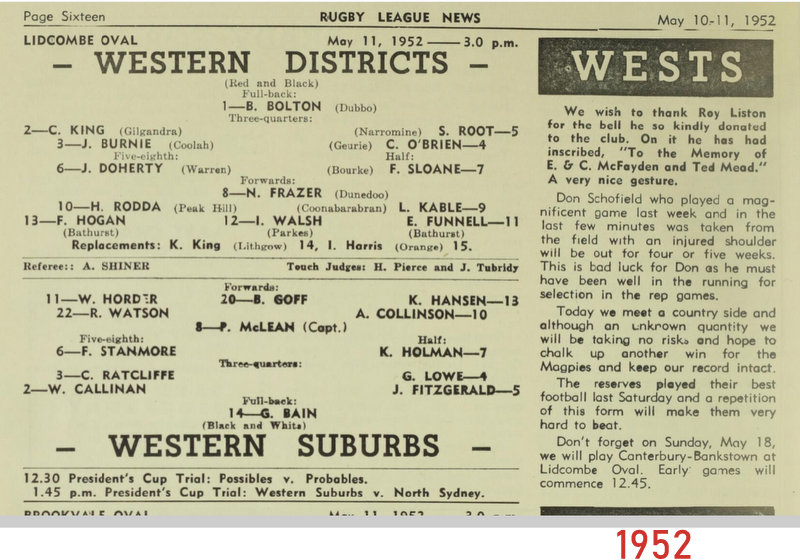 Page Sixteen RUGBY LEAGUE NEWS May 10-11, 1952
LIDCOMBE OVAL May 11, 1952 — 3.0 p.m.
– WESTERN DISTRICTS –
(Red and Black)
Full-back:
1—B. BOLTON (Dubbo)
Three-quarters:
2—C. KING (Gilgandra) (Narromine) S. ROOT—5
3—J. BURNIE (Coolah) (Geurie) C. O'BRIEN—4
Five-eighth: Half:
6—J. DOHERTY (Warren) (Bourke) F. SLOANE—7
Forwards:
8—N. FRAZER (Dunedoo)
10—H. RODDA (Peak Hill) (Coonabarabran) L. KABLE—9
13—F. HOGAN 12—I. WALSH E. FUNNELL—11
(Bathurst) (Parkes) (Bathurst)
Replacements: K. King (Lithgow) 14, I. Harris (Orange) 15.
Referee:: A. SHINER Touch Judges: H. Pierce and J. Tubridy
Forwards:
11—W. HORDER 20—B. GOFF K. HANSEN—13
22—R. WATSON A. COLLINSON—10
8—P. McLEAN (Capt.)
Five-eighth: Half:
6—F. STANMORE K. HOLMAN—7
Three-quarters:
3—C. RATCLIFFE G. LOWE—4
2—W. CALLINAN J. FITZGERALD—5
Full-back:
14—G. BAIN
(Black and White)
– WESTERN SUBURBS –
12.30 President's Cup Trial: Possibles v. Probables.
1.45 p.m. President's Cup Trial: Western Suburbs v. North Sydney.
BROOKVALE OVAL May 11, 1952 3.0 p.m.
WESTS
We wish to thank Roy Liston
for the bell he so kindly donated
to the club. On it he has had
inscribed, "To the Memory of
E. & C. McFayden and Ted Mead."
A very nice gesture.
Don Schofield who played a mag-
nificent game last week and in the
last few minutes was taken from
the field with an injured shoulder
will be out for four or five weeks.
This is bad luck for Don as he must
have been well in the running for
selection in the rep games.
Today we meet a country side and
although an unknown quantity we
will be taking no risks and hope to
chalk up another win for the
Magpies and keep our record intact.
The reserves played their best
football last Saturday and a repetition
of this form will make them very
hard to beat.
Don't forget on Sunday, May 18,
we will play Canterbury-Bankstown at
Lidcombe Oval. Early games will
commence 12.45.
1952